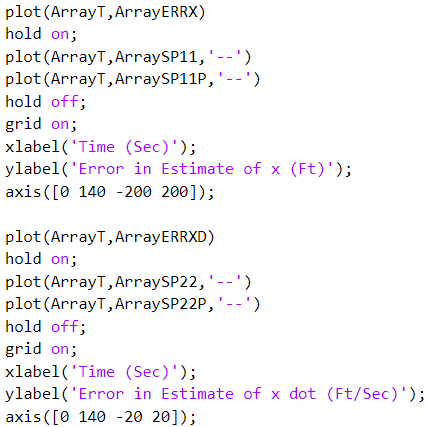 plot(ArrayT,ArrayERRX)
hold on;
plot(ArrayT,ArraySP11,'--')
plot(ArrayT,ArraySP11P,'--')
hold off;
grid on;
xlabel('Time (Sec)');
ylabel('Error in Estimate of x (Ft)');
axis([0 140 -200 200]);
plot(ArrayT,ArrayERRXD)
hold on;
plot(ArrayT,ArraySP22,'--')
plot(ArrayT,ArraySP22P,'--')
hold off;
grid on;
xlabel('Time (Sec)');
ylabel('Error in Estimate of x dot (Ft/Sec)');
axis([0 140 -20 20]);